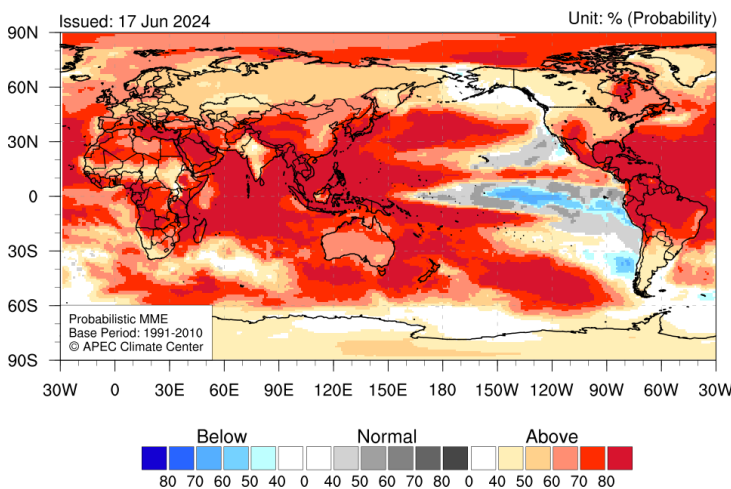 Issued: 17 Jun 2024 Unit: % (Probability)
90N
60N
30N
0
30S
60S
90S
Probabilistic MME
Base Period: 1991-2010
© APEC Climate Center
30W 0 30E 60E 90E 120E 150E 180 150W 120W 90W 60W 30W
Below Normal Above
80 70 60 50 40 0 40 50 60 70 80 0 40 50 60 70 80